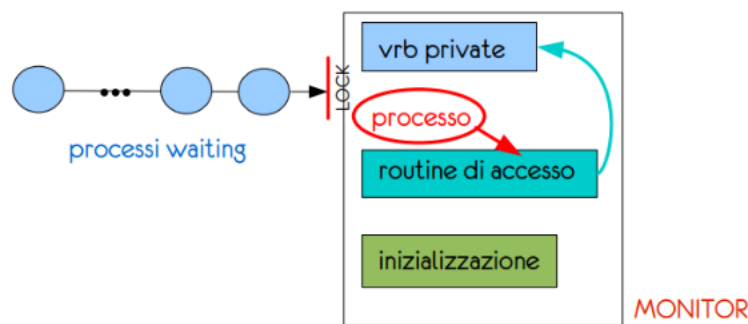 vrb private
LOCK
processo
processi waiting
routine di accesso
inizializzazione
MONITOR